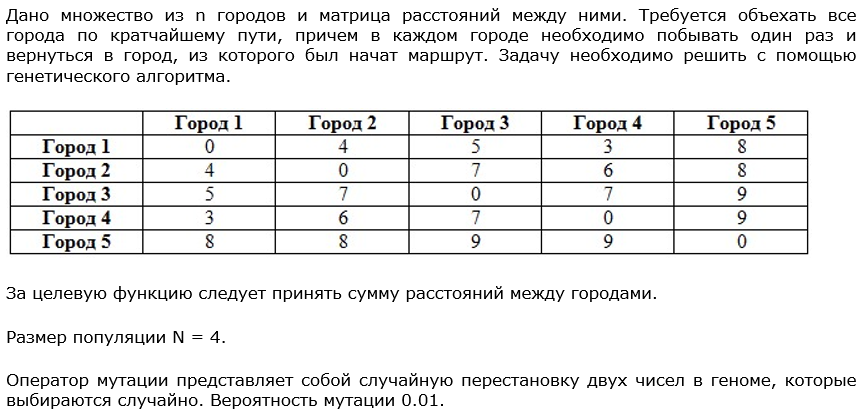 Дано множество из n городов и матрица расстояний между ними. Требуется объехать все
города по кратчайшему пути, причем в каждом городе необходимо побывать один раз и
вернуться в город, из которого был начат маршрут. Задачу необходимо решить с помощью
генетического алгоритма.
Город 1 Город 2 Город 3 Город 4 Город 5
Город 1 0 4 5 3 8
Город 2 4 0 7 6 8
Город 3 5 7 0 7 9
Город 4 3 6 7 0 9
Город 5 8 8 9 9 0
За целевую функцию следует принять сумму расстояний между городами.
Размер популяции N = 4.
Оператор мутации представляет собой случайную перестановку двух чисел в геноме, которые
выбираются случайно. Вероятность мутации 0.01.